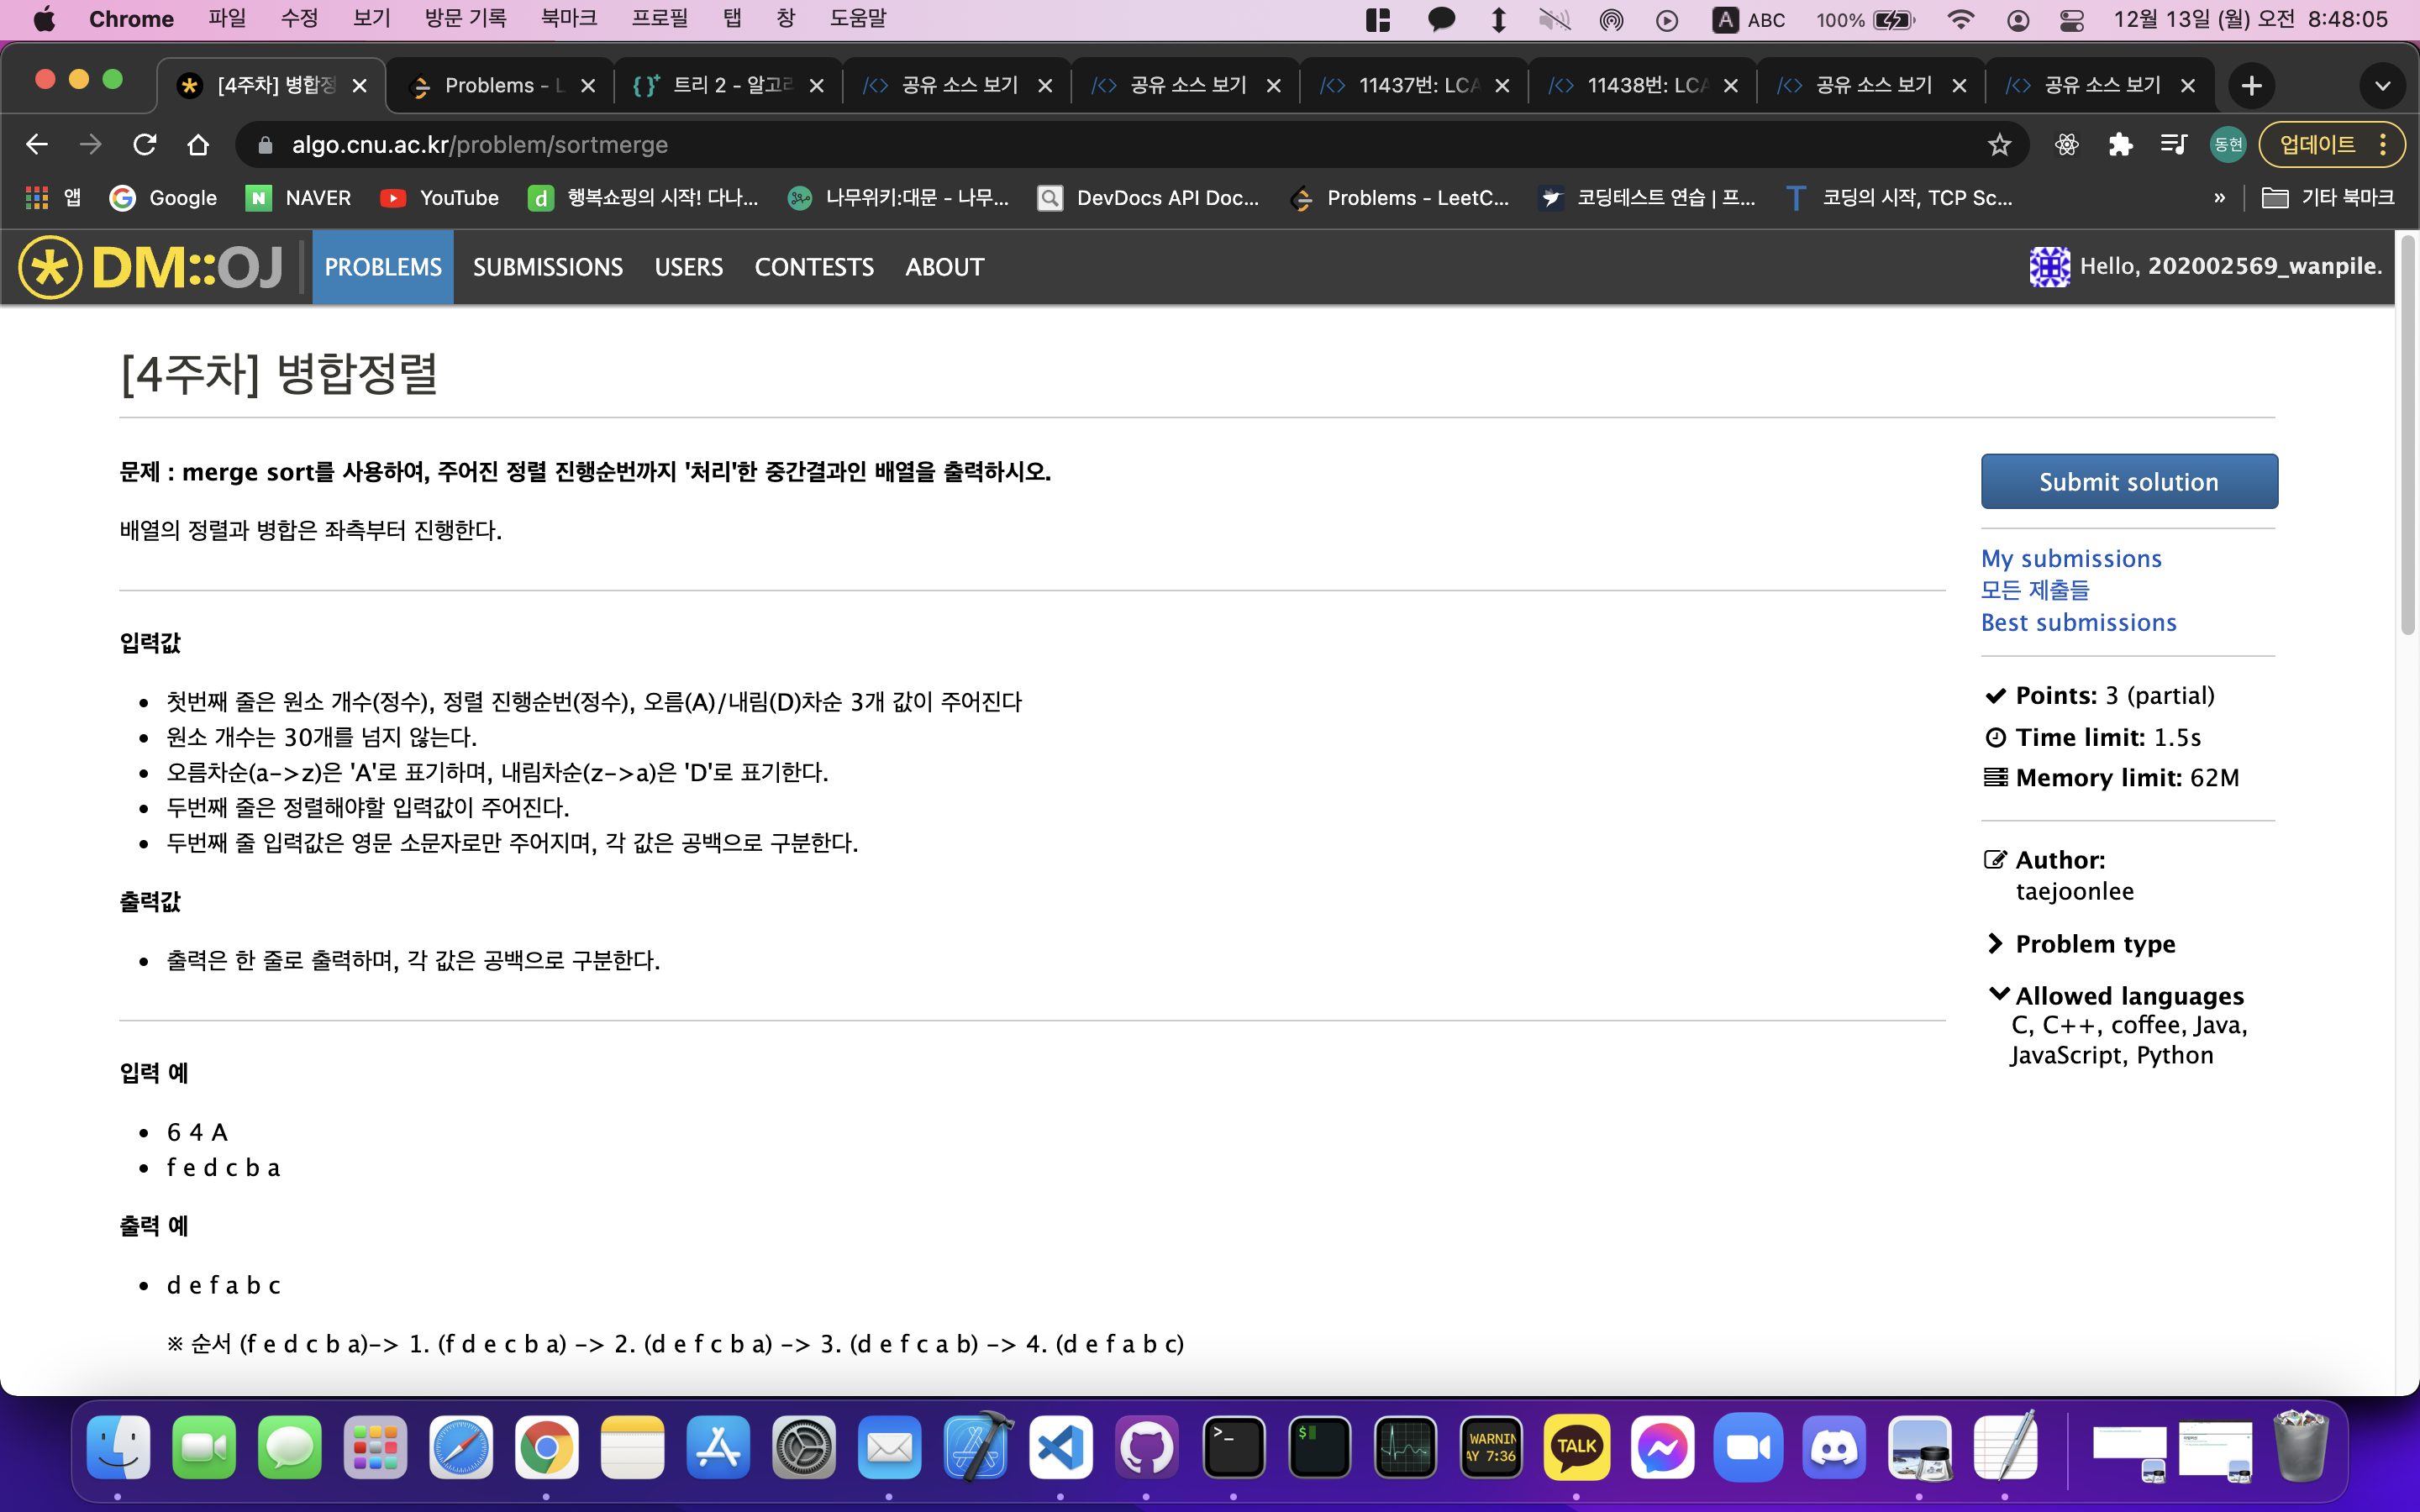 Chrome 파일 수정 보기 방문 기록 북마크 프로필 탭 창 도움말 A ABC 100% 12월 13일 (월) 오전 8:48:05
[4주차] 병합정 Problems - L 트리 2 - 알고리 공유 소스 보기 공유 소스 보기 11437번: LCA 11438번: LCA 공유 소스 보기 공유 소스 보기
algo.cnu.ac.kr/problem/sortmerge 동현 업데이트
앱 Google NAVER YouTube 행복쇼핑의 시작! 다나... 나무위키:대문 - 나무... DevDocs API Doc... Problems - LeetC... 코딩테스트 연습 | 프... 코딩의 시작, TCP Sc... » 기타 북마크
DM::OJ PROBLEMS SUBMISSIONS USERS CONTESTS ABOUT Hello, 202002569_wanpile.
[4주차] 병합정렬
문제 : merge sort를 사용하여, 주어진 정렬 진행순번까지 '처리'한 중간결과인 배열을 출력하시오.
배열의 정렬과 병합은 좌측부터 진행한다.
입력값
• 첫번째 줄은 원소 개수(정수), 정렬 진행순번(정수), 오름(A)/내림(D)차순 3개 값이 주어진다
• 원소 개수는 30개를 넘지 않는다.
• 오름차순(a->z)은 'A'로 표기하며, 내림차순(z->a)은 'D'로 표기한다.
• 두번째 줄은 정렬해야할 입력값이 주어진다.
• 두번째 줄 입력값은 영문 소문자로만 주어지며, 각 값은 공백으로 구분한다.
출력값
• 출력은 한 줄로 출력하며, 각 값은 공백으로 구분한다.
입력 예
• 6 4 A
• f e d c b a
출력 예
• d e f a b c
※ 순서 (f e d c b a)-> 1. (f d e c b a) -> 2. (d e f c b a) -> 3. (d e f c a b) -> 4. (d e f a b c)
Submit solution
My submissions
모든 제출들
Best submissions
Points: 3 (partial)
Time limit: 1.5s
Memory limit: 62M
Author:
taejoonlee
Problem type
Allowed languages
C, C++, coffee, Java,
JavaScript, Python
WARNIN
AY 7:36
TALK